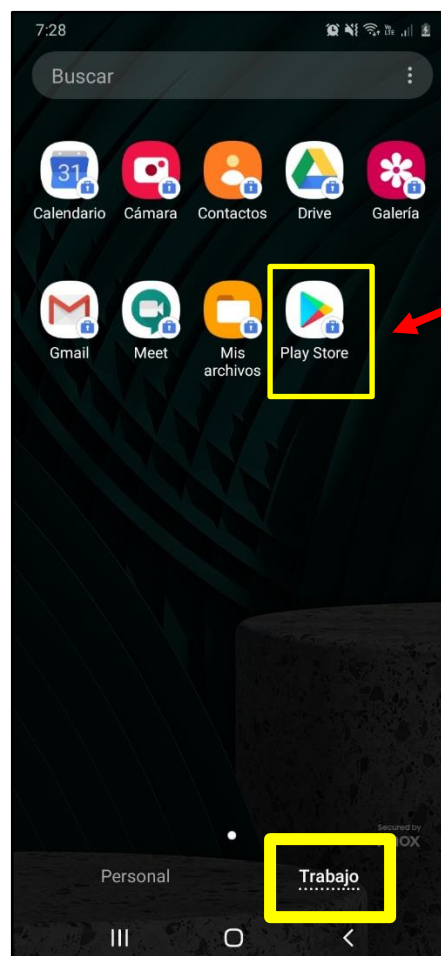 7:28
Buscar
31
Calendario
Cámara
Contactos
Drive
Galería
Gmail
Meet
Mis
archivos
Play Store
Secured by
Personal
Trabajo